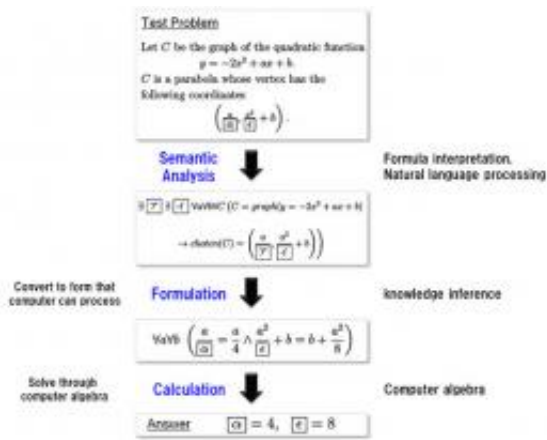 Test Problem
Let C be the graph of the quadratic function
y = −2x² + ax + b.
C is a parabola whose vertex has the
following coordinates
Semantic
Analysis
Formula interpretation.
Natural language processing
Convert to form that
computer can process
Formulation
knowledge inference
∀a∀b
Solve through
computer algebra
Calculation
Computer algebra
Answer = 4, = 8